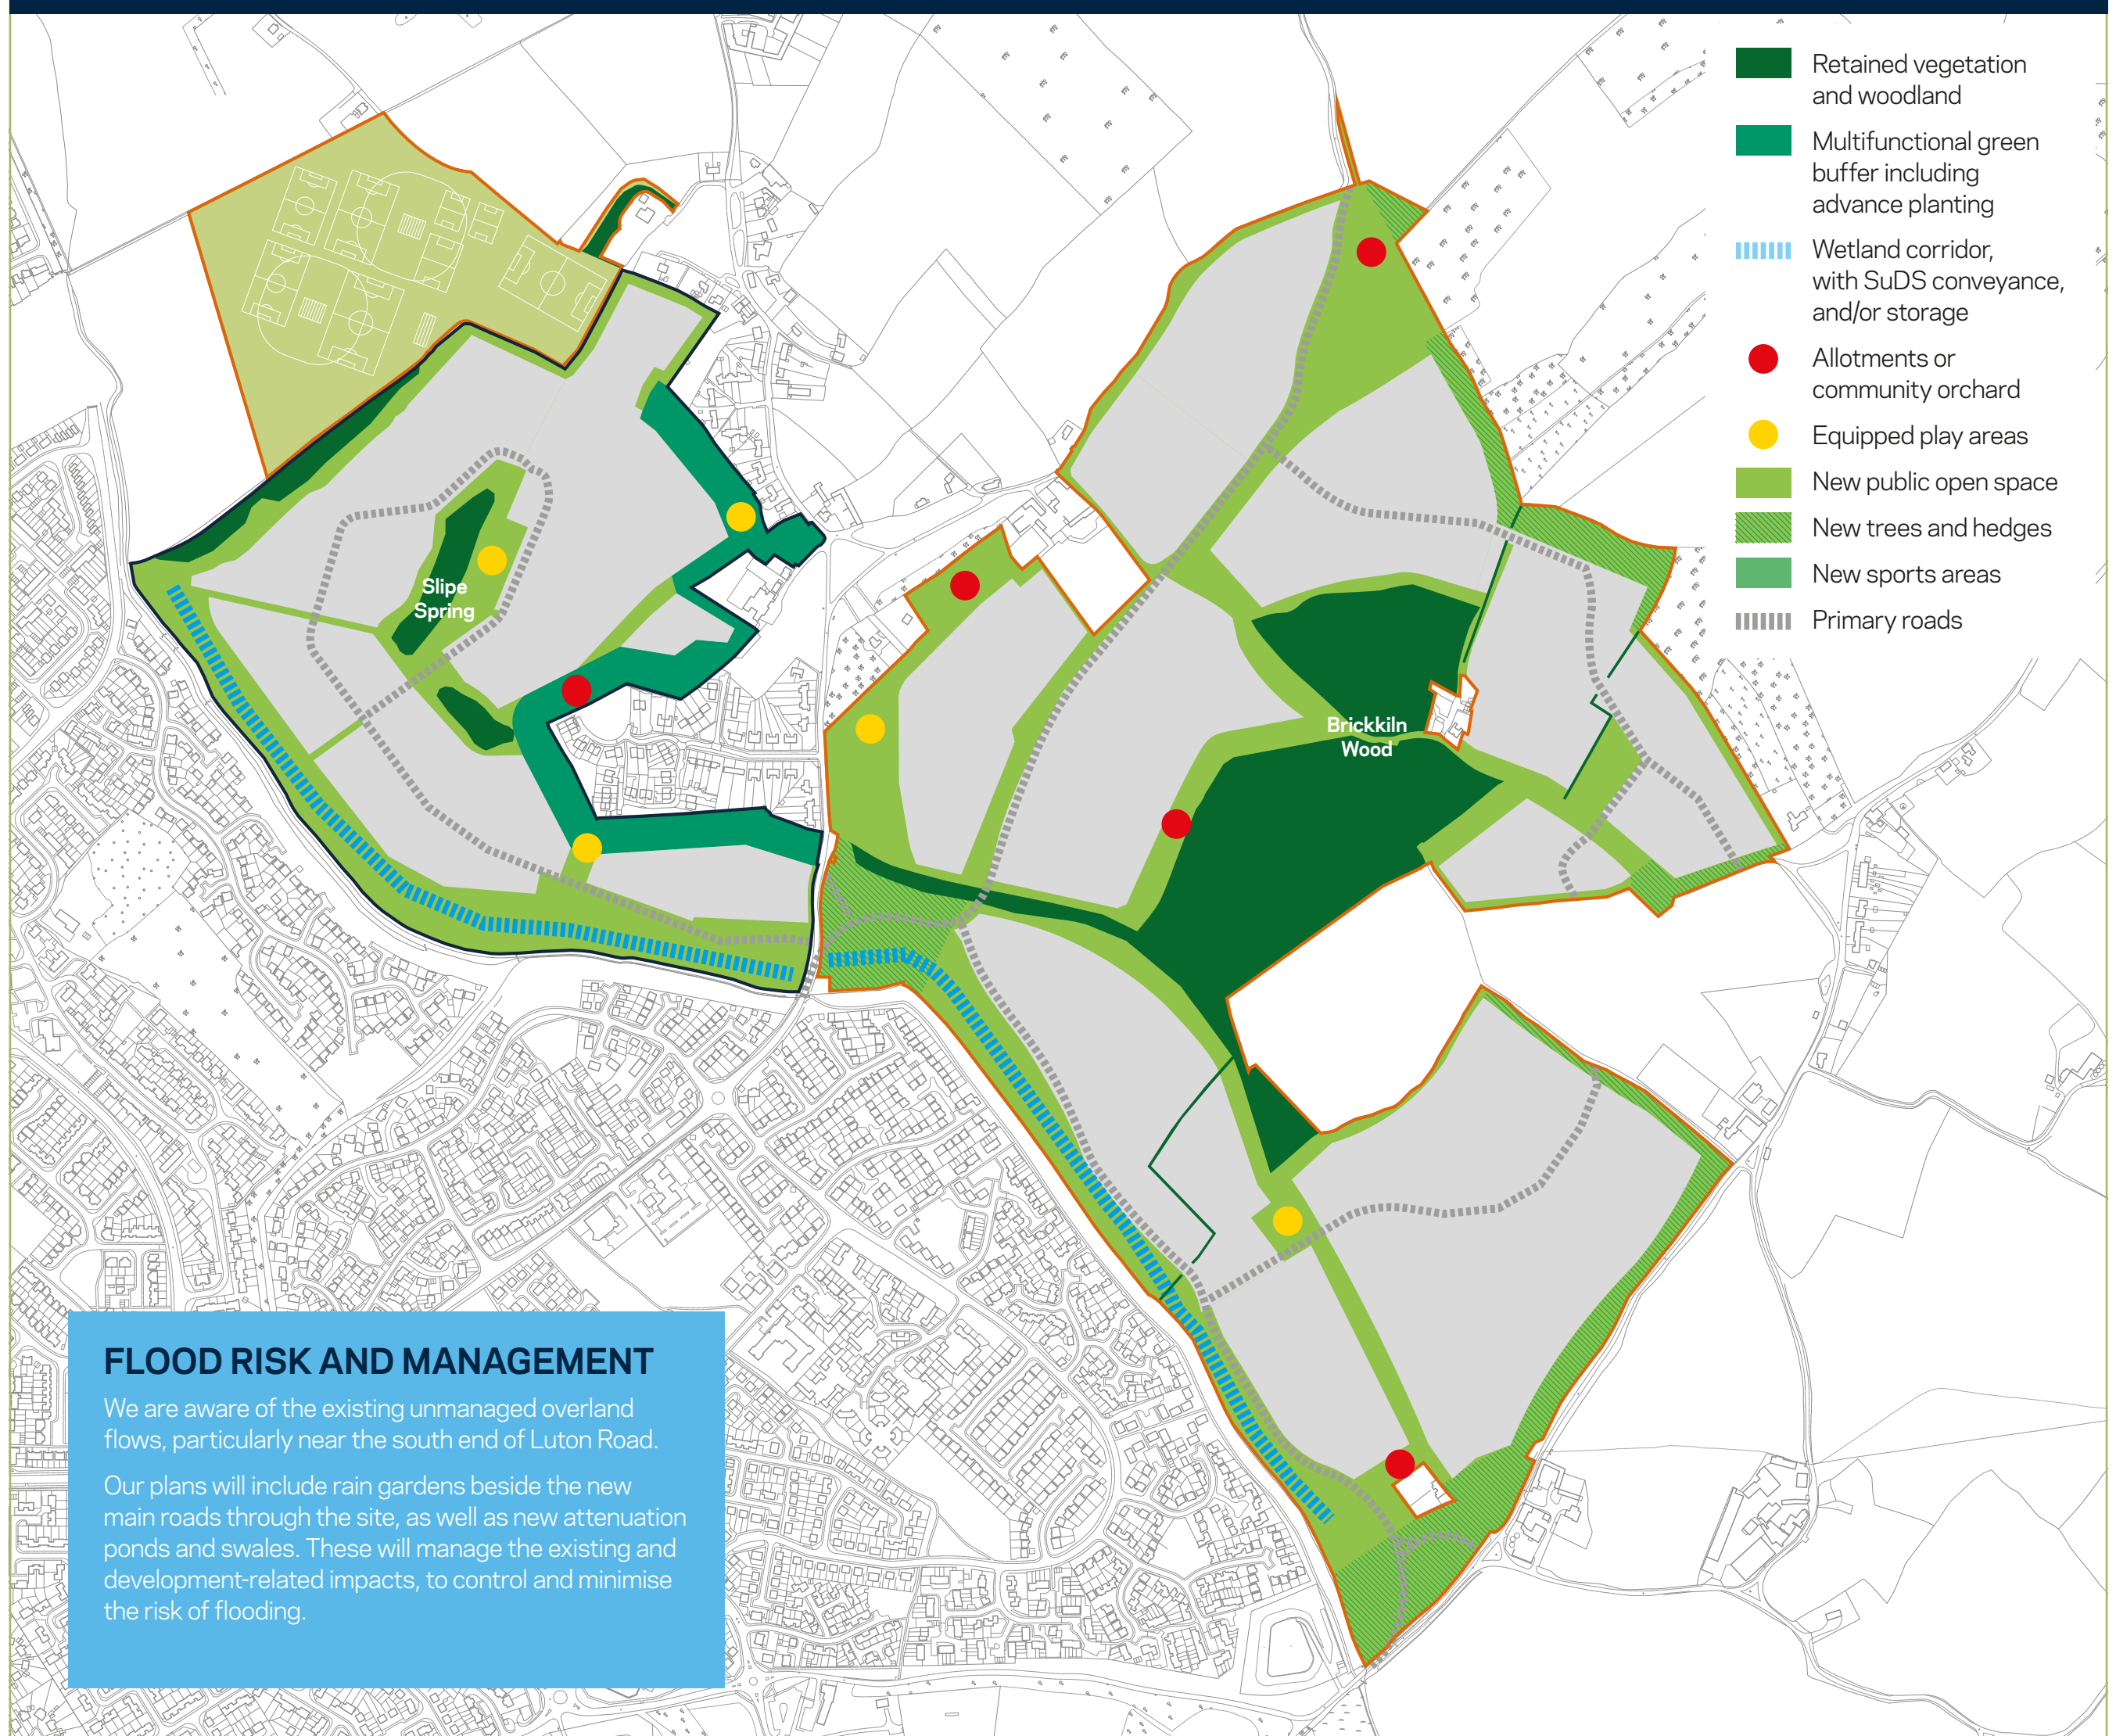 Retained vegetation
and woodland
Multifunctional green
buffer including
advance planting
Wetland corridor,
with SuDS conveyance,
and/or storage
Allotments or
community orchard
Equipped play areas
New public open space
New trees and hedges
New sports areas
Primary roads
Slipe
Spring
Brickkiln
Wood
FLOOD RISK AND MANAGEMENT
We are aware of the existing unmanaged overland
flows, particularly near the south end of Luton Road.
Our plans will include rain gardens beside the new
main roads through the site, as well as new attenuation
ponds and swales. These will manage the existing and
development-related impacts, to control and minimise
the risk of flooding.